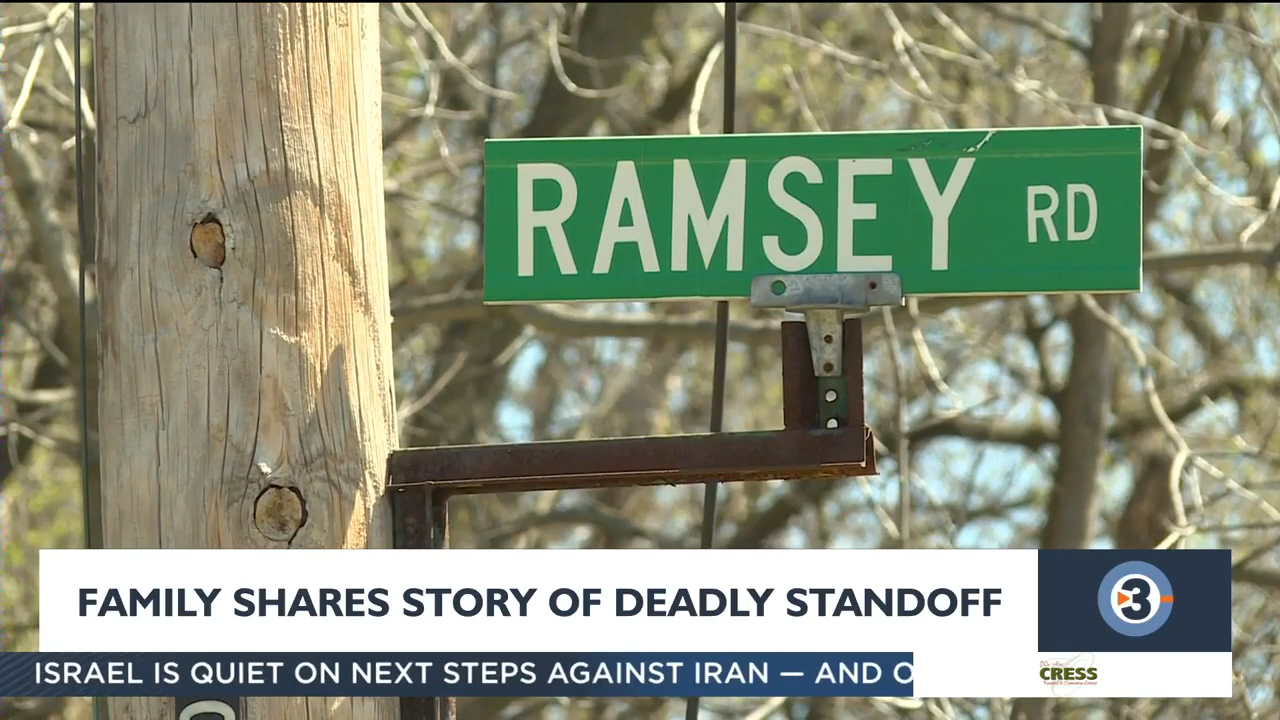 RAMSEY RD
FAMILY SHARES STORY OF DEADLY STANDOFF
3
ISRAEL IS QUIET ON NEXT STEPS AGAINST IRAN — AND O
CRESS